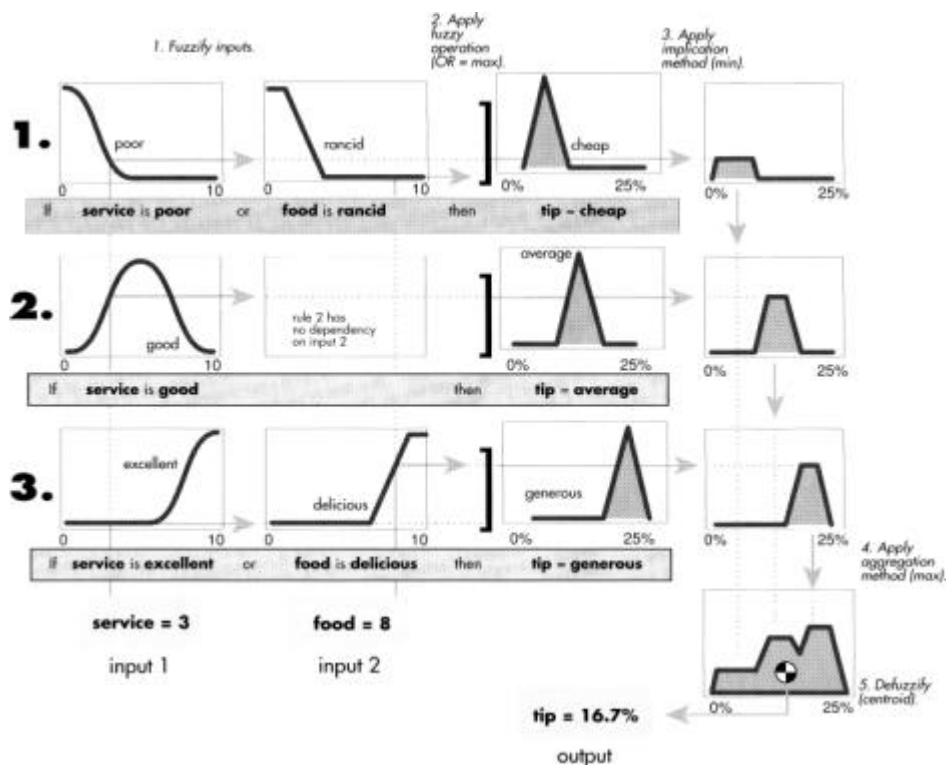 1. Fuzzify inputs.
2. Apply
fuzzy
operation
(OR = max).
3. Apply
implication
method (min).
1.
poor
rancid
cheap
0 10 0 10 0% 25% 0% 25%
If service is poor or food is rancid then tip = cheap
2.
good
rule 2 has
no dependency
on input 2
average
0 10 0% 25% 0% 25%
If service is good then tip = average
3.
excellent
delicious
generous
0 10 0 10 0% 25% 0% 25%
If service is excellent or food is delicious then tip = generous
4. Apply
aggregation
method (max).
service = 3
input 1
food = 8
input 2
0% 25%
5. Defuzzify
(centroid).
tip = 16.7%
output